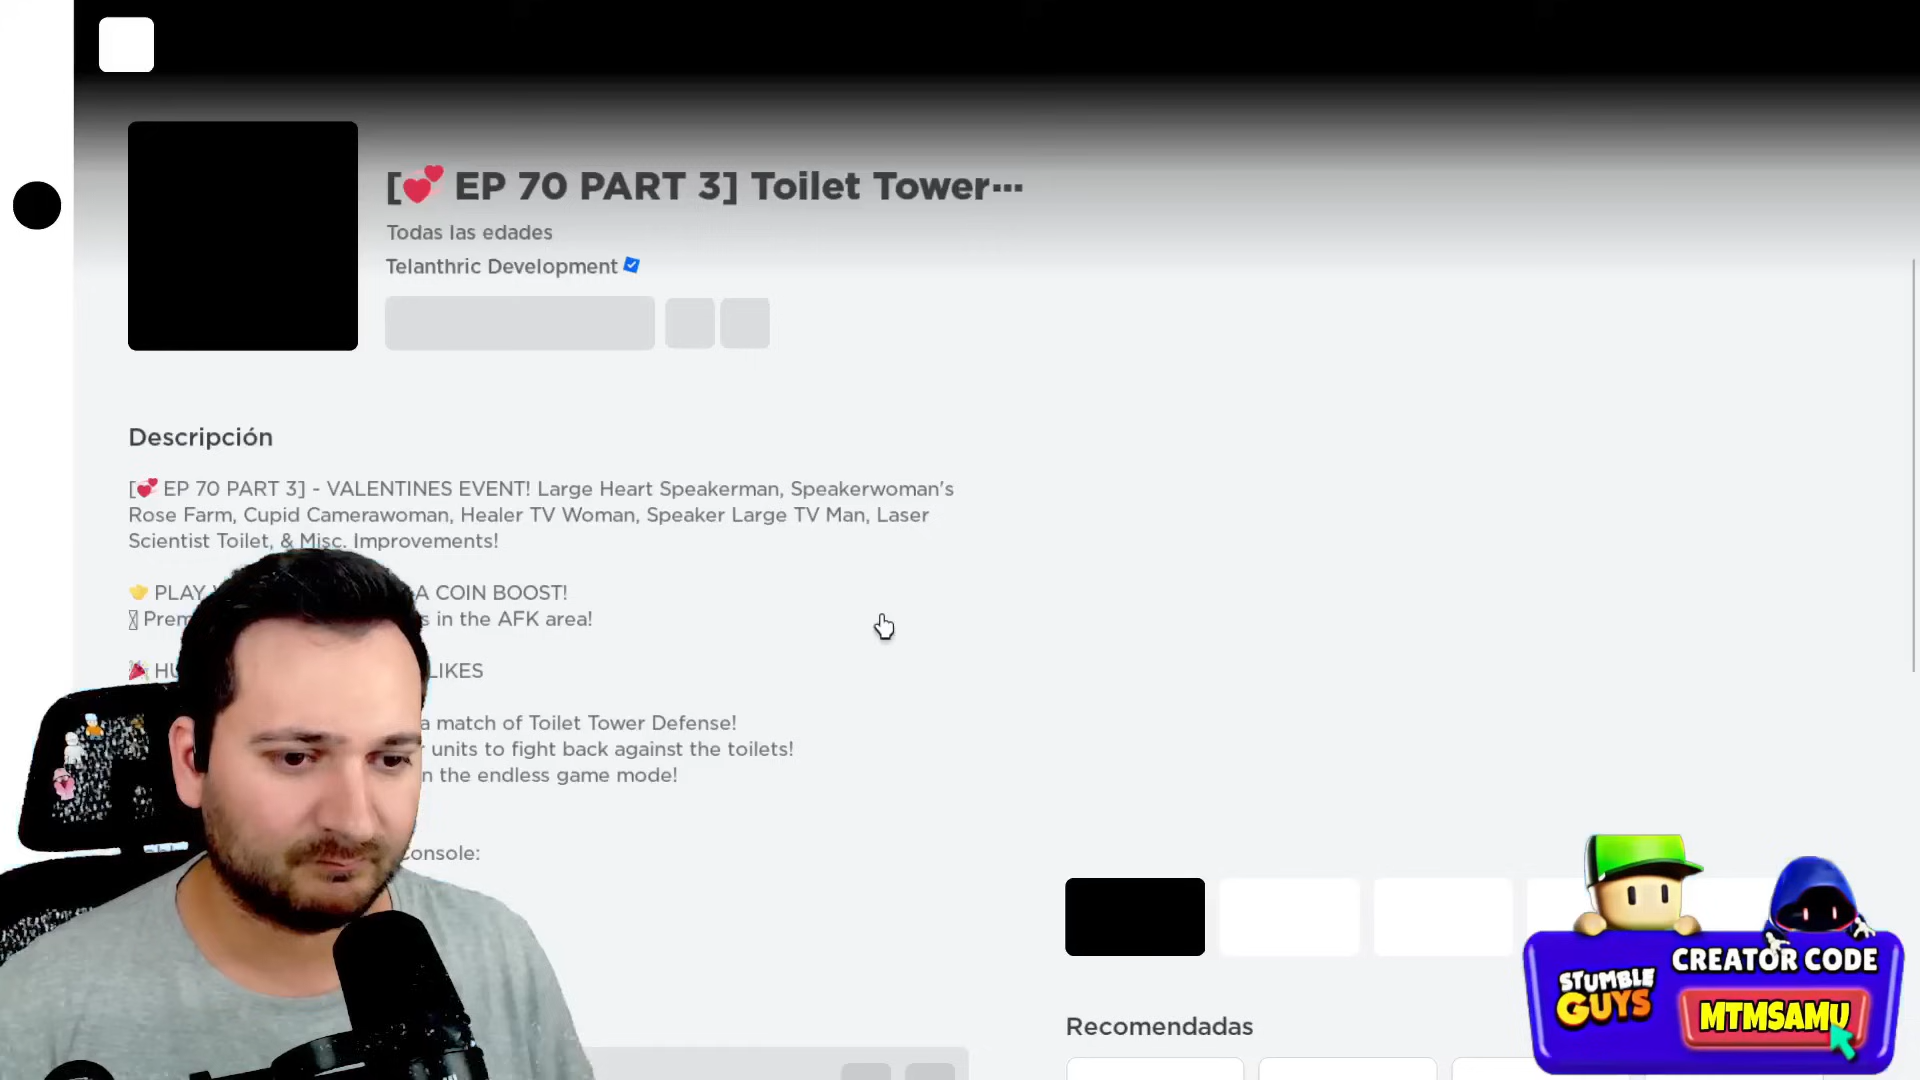 [💕 EP 70 PART 3] Toilet Tower...
Todas las edades
Telanthric Development
Descripción
[💕 EP 70 PART 3] - VALENTINES EVENT! Large Heart Speakerman, Speakerwoman's
Rose Farm, Cupid Camerawoman, Healer TV Woman, Speaker Large TV Man, Laser
Scientist Toilet, & Misc. Improvements!
PLAY A COIN BOOST!
Prem s in the AFK area!
🎉 HU LIKES
a match of Toilet Tower Defense!
units to fight back against the toilets!
n the endless game mode!
Console:
Recomendadas
STUMBLE
GUYS
CREATOR CODE
MTMSAMU